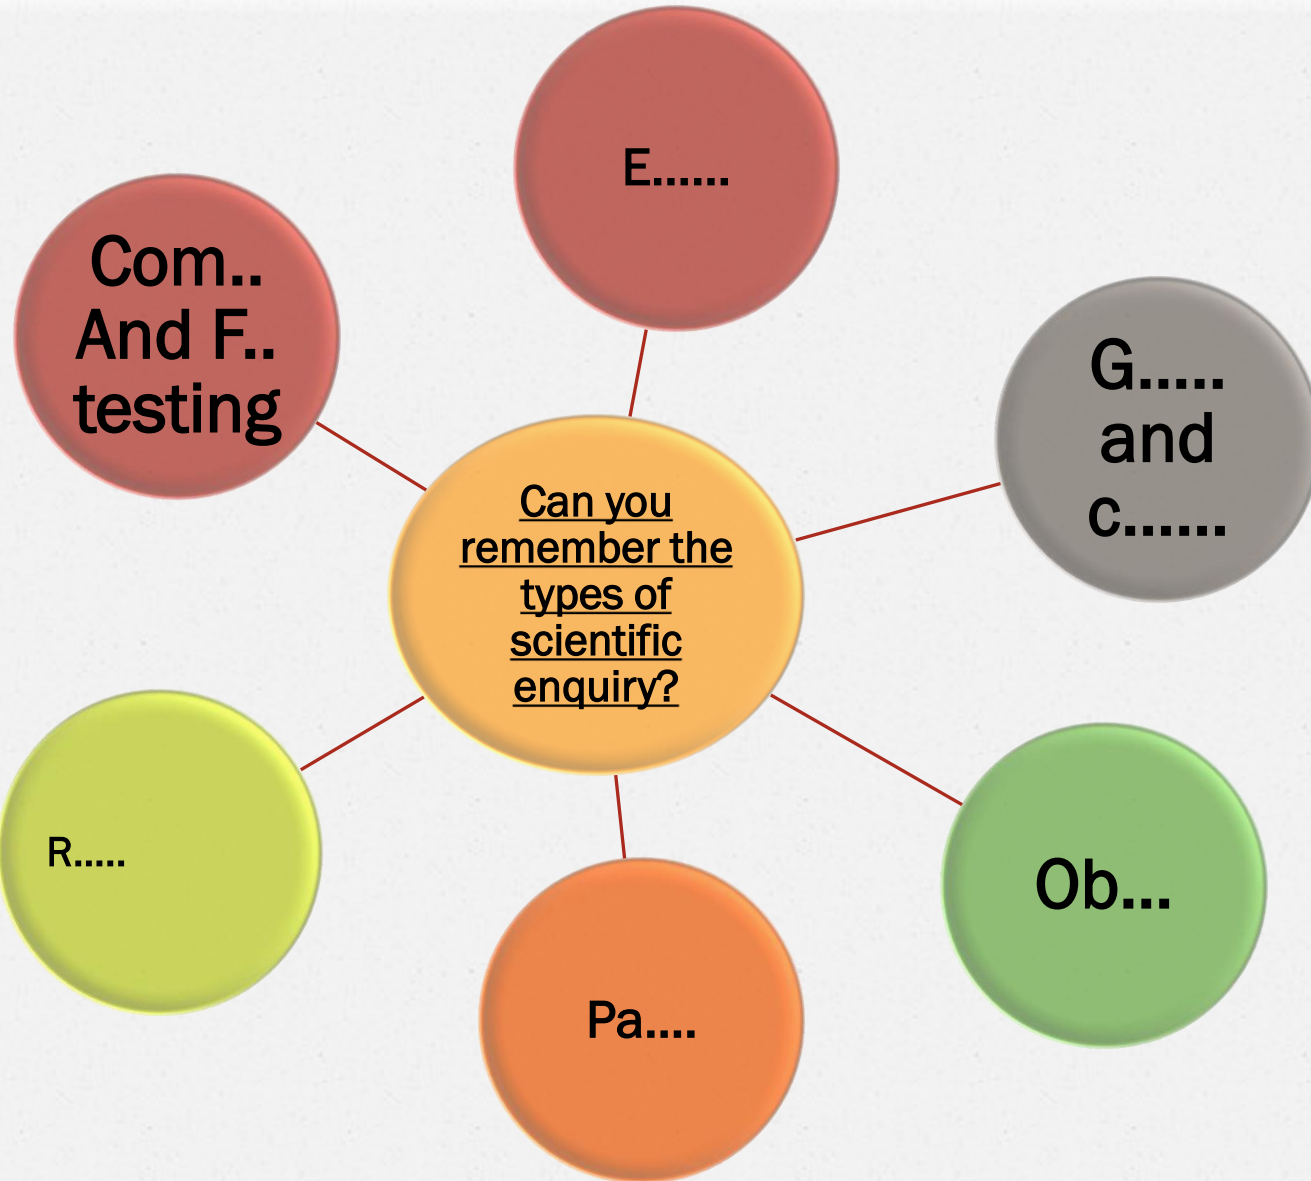 E......
Com..
And F..
testing
G.....
and
c......
Can you
remember the
types of
scientific
enquiry?
R.....
Ob...
Pa....